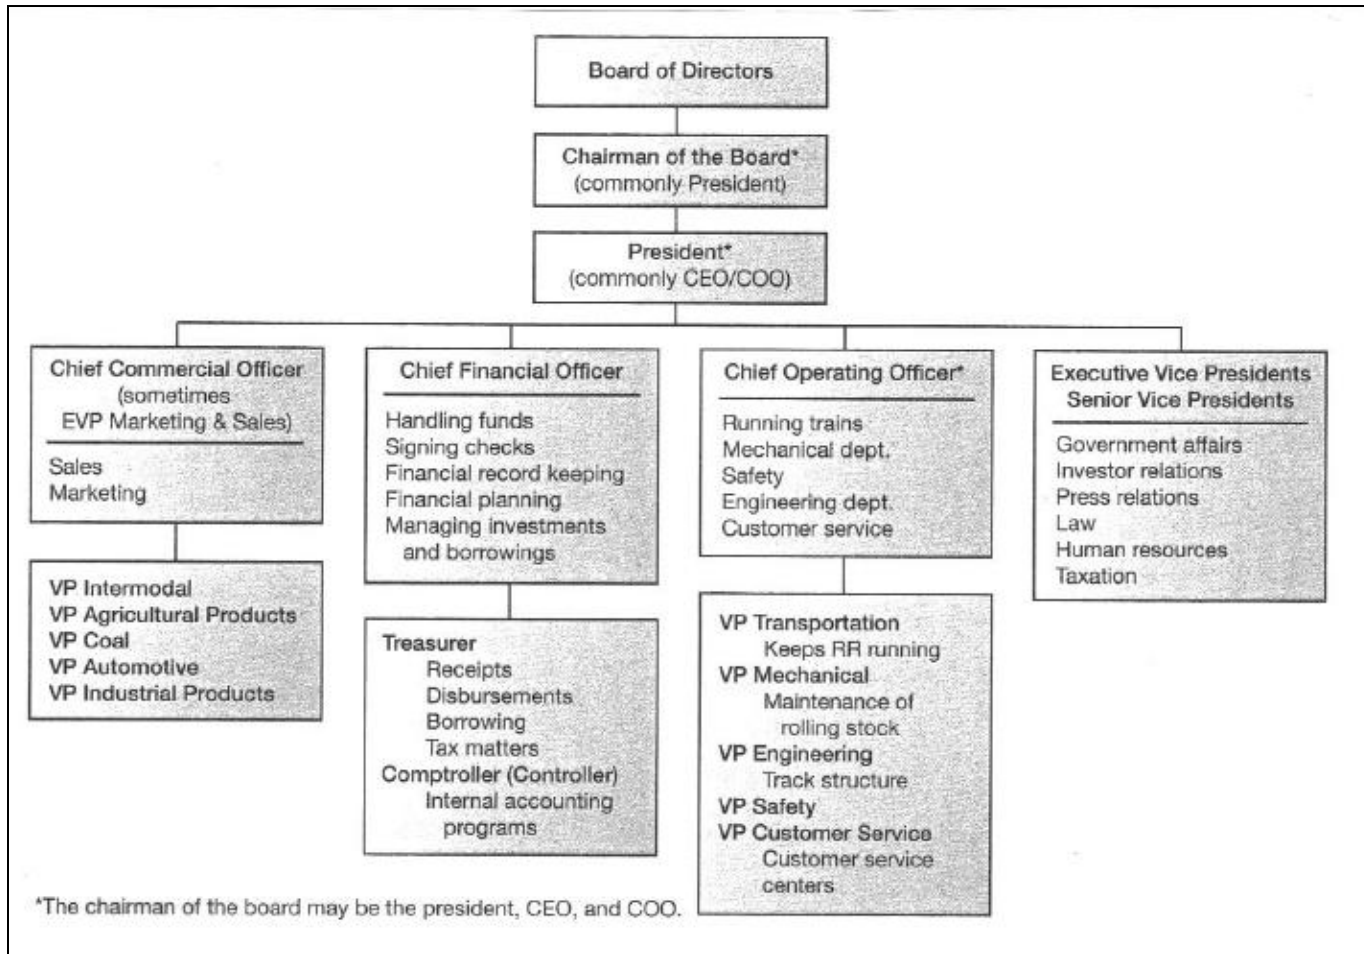 Board of Directors
Chairman of the Board*
(commonly President)
President*
(commonly CEO/COO)
Chief Commercial Officer
(sometimes
EVP Marketing & Sales)
Sales
Marketing
VP Intermodal
VP Agricultural Products
VP Coal
VP Automotive
VP Industrial Products
Chief Financial Officer
Handling funds
Signing checks
Financial record keeping
Financial planning
Managing investments
and borrowings
Treasurer
Receipts
Disbursements
Borrowing
Tax matters
Comptroller (Controller)
Internal accounting
programs
Chief Operating Officer*
Running trains
Mechanical dept.
Safety
Engineering dept.
Customer service
VP Transportation
Keeps RR running
VP Mechanical
Maintenance of
rolling stock
VP Engineering
Track structure
VP Safety
VP Customer Service
Customer service
centers
Executive Vice Presidents
Senior Vice Presidents
Government affairs
Investor relations
Press relations
Law
Human resources
Taxation
*The chairman of the board may be the president, CEO, and COO.